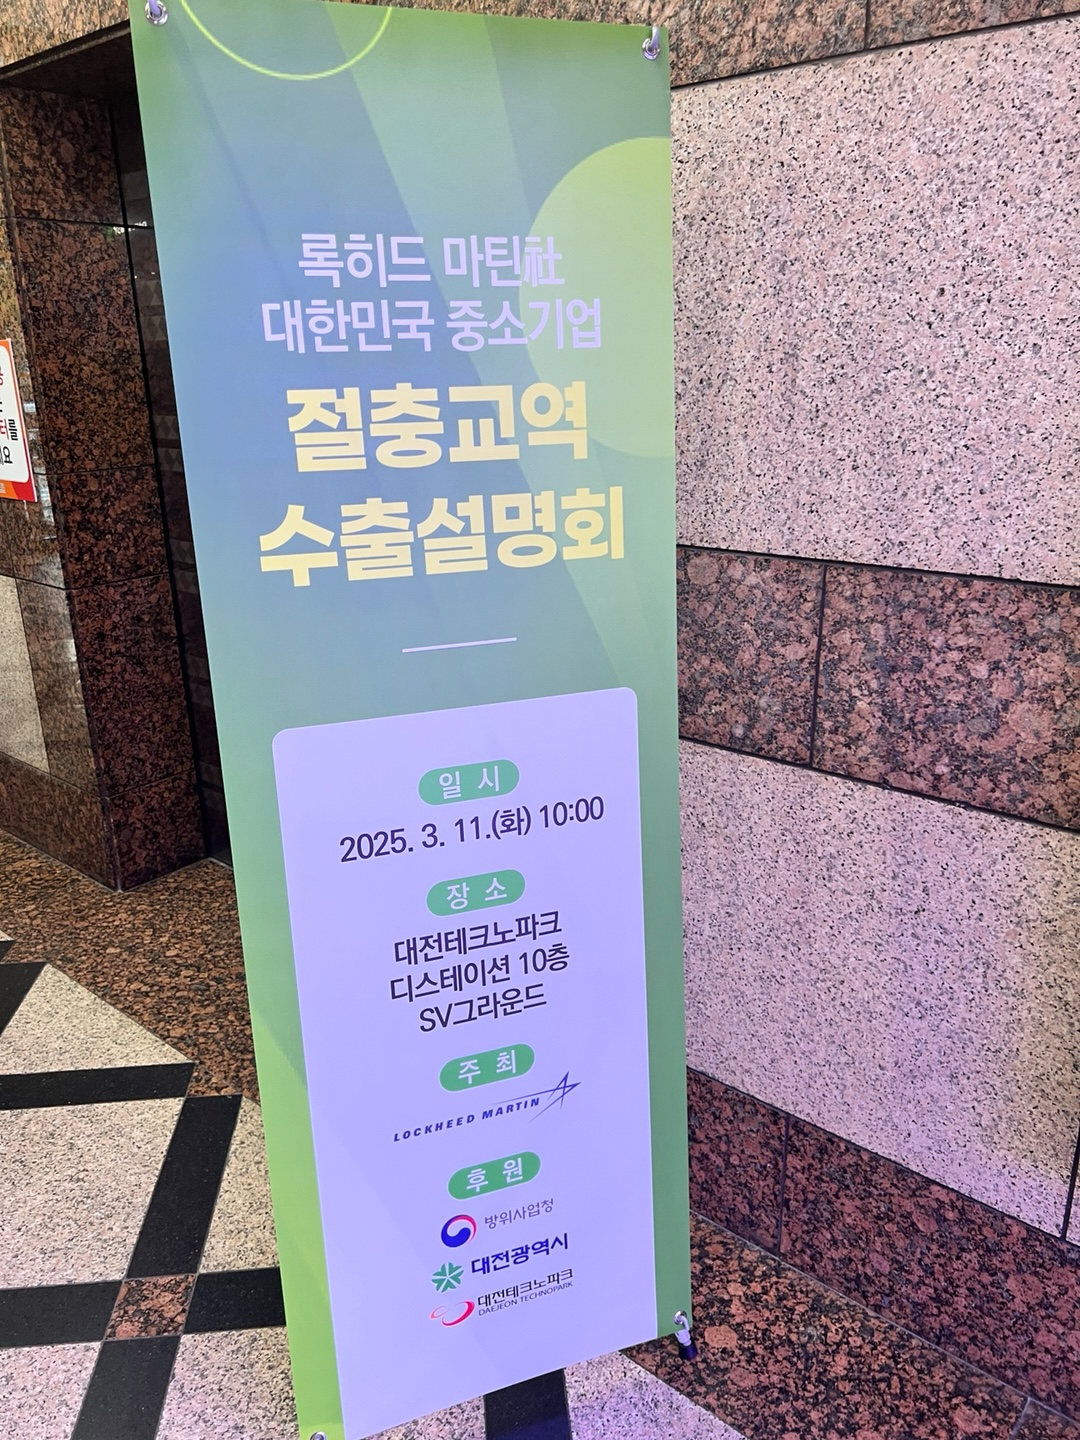 록히드 마틴社
대한민국 중소기업
절충교역
수출설명회
일 시
2025. 3. 11.(화) 10:00
장 소
대전테크노파크
디스테이션 10층
SV그라운드
주 최
LOCKHEED MARTIN
후 원
방위사업청
대전광역시
대전테크노파크
DAEJEON TECHNOPARK